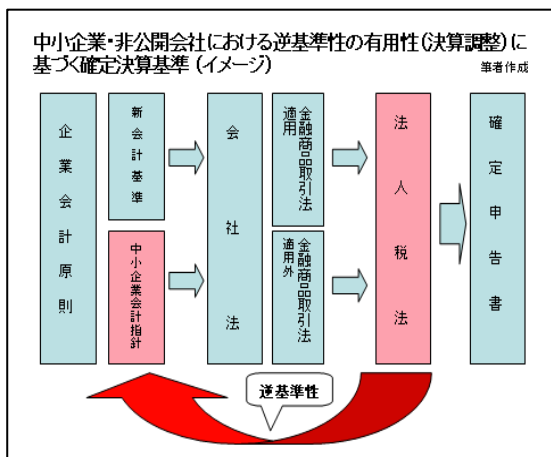 中小企業・非公開会社における逆基準性の有用性(決算調整)に
基づく確定決算基準 (イメージ)
筆者作成
企業会計原則
新会計基準
中小企業会計指針
会社法
金融商品取引法
適用
金融商品取引法
適用外
法人税法
確定申告書
逆基準性